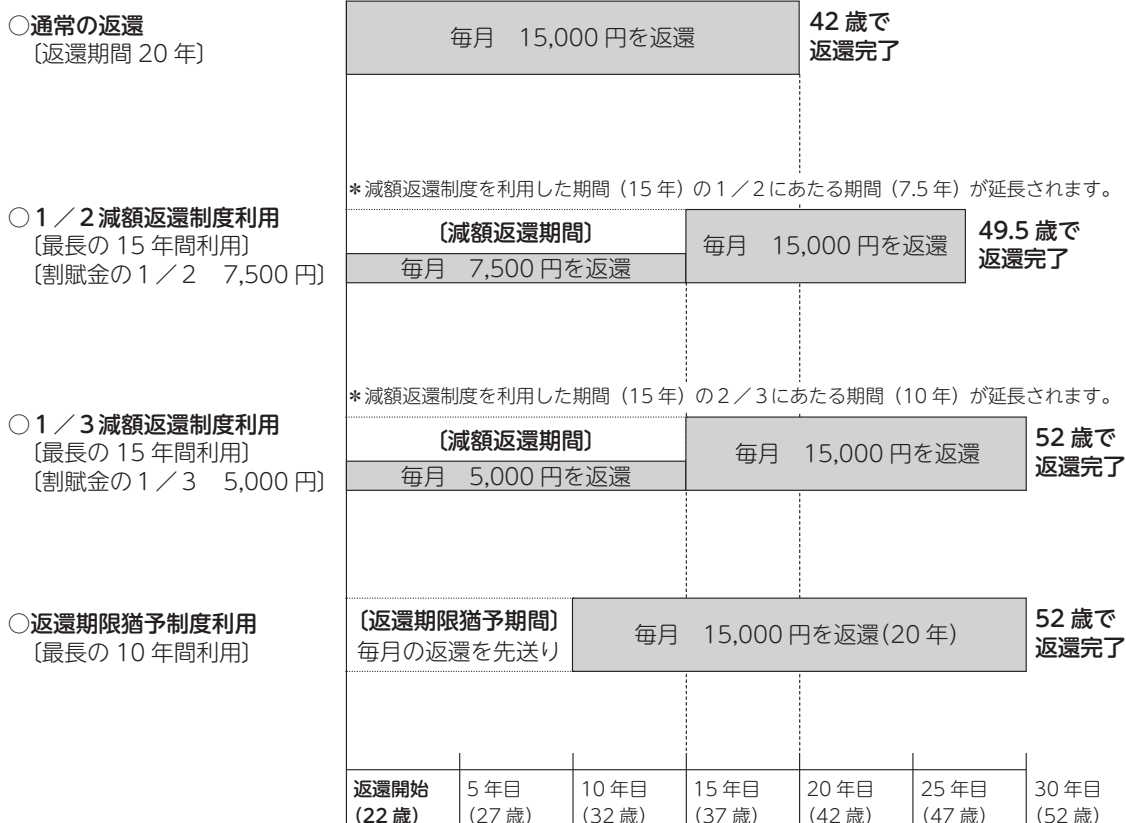 ○通常の返還
〔返還期間 20 年〕
毎月　15,000 円を返還
42 歳で
返還完了
＊減額返還制度を利用した期間（15 年）の１／２にあたる期間（7.5 年）が延長されます。
○１／２減額返還制度利用
〔最長の 15 年間利用〕
〔割賦金の１／２　7,500 円〕
〔減額返還期間〕
毎月　7,500 円を返還
毎月　15,000 円を返還
49.5 歳で
返還完了
＊減額返還制度を利用した期間（15 年）の２／３にあたる期間（10 年）が延長されます。
○１／３減額返還制度利用
〔最長の 15 年間利用〕
〔割賦金の１／３　5,000 円〕
〔減額返還期間〕
毎月　5,000 円を返還
毎月　15,000 円を返還
52 歳で
返還完了
○返還期限猶予制度利用
〔最長の 10 年間利用〕
〔返還期限猶予期間〕
毎月の返還を先送り
毎月　15,000 円を返還(20 年)
52 歳で
返還完了
返還開始
(22 歳)
5 年目
(27 歳)
10 年目
(32 歳)
15 年目
(37 歳)
20 年目
(42 歳)
25 年目
(47 歳)
30 年目
(52 歳)